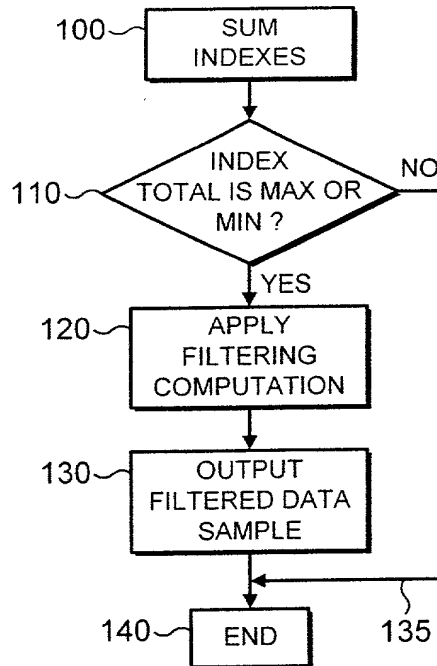 100
SUM
INDEXES
110
INDEX
TOTAL IS MAX OR
MIN ?
NO
YES
120
APPLY
FILTERING
COMPUTATION
130
OUTPUT
FILTERED DATA
SAMPLE
135
140
END